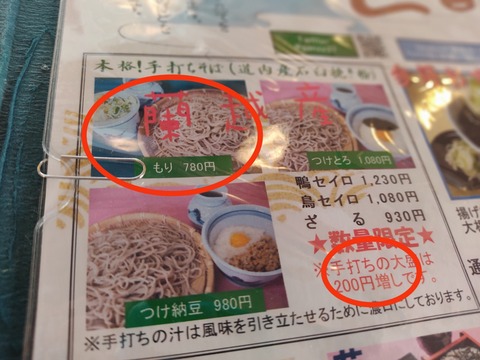 本格!手打ちそば(道内産石臼挽き粉)
蘭越産
もり 780円
つけとろ 1,080円
鴨セイロ 1,230円
鳥セイロ 1,080円
ざる 930円
★数量限定★
※手打ちの大盛は
200円増しです。
つけ納豆 980円
※手打ちの汁は風味を引き立たせるために濃口にしております。
揚げ
大根
通